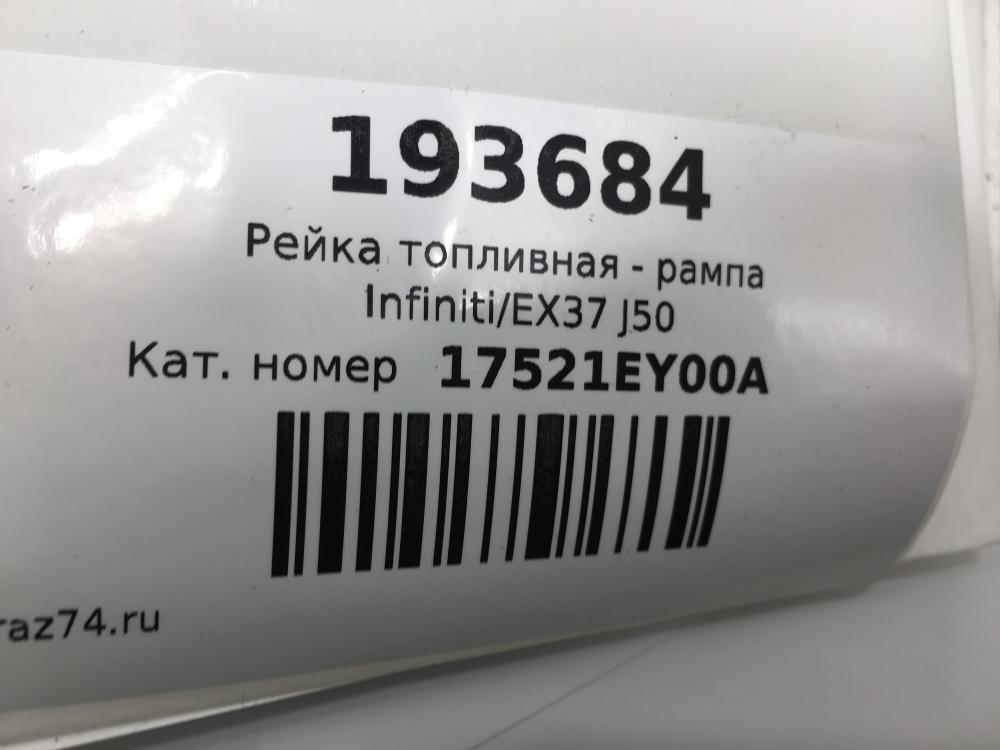 193684
Рейка топливная - рампа
Infiniti/EX37 J50
Кат. номер 17521EY00A
raz74.ru